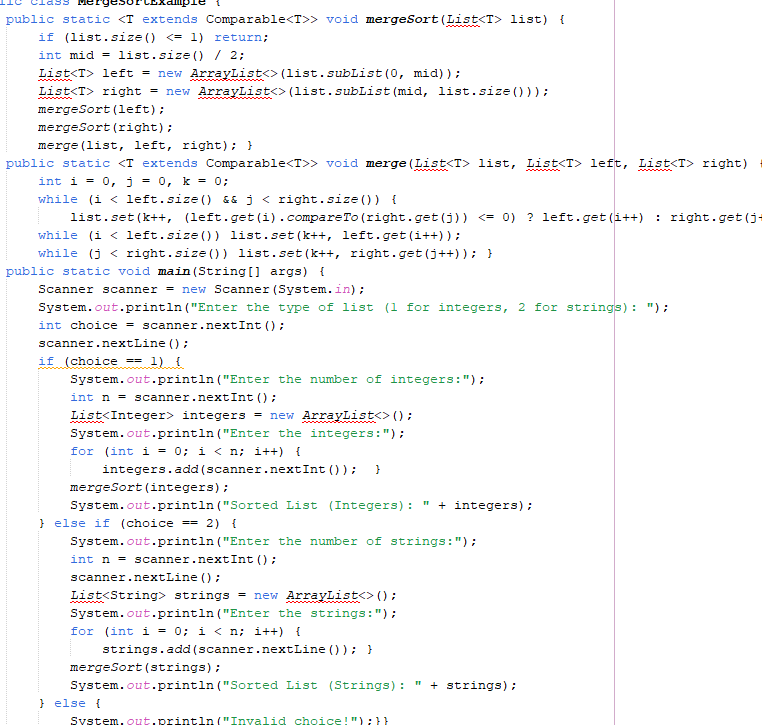 lic class MergeSortExample {
public static <T extends Comparable<T>> void mergeSort(List<T> list) {
if (list.size() <= 1) return;
int mid = list.size() / 2;
List<T> left = new ArrayList<>(list.subList(0, mid));
List<T> right = new ArrayList<>(list.subList(mid, list.size()));
mergeSort(left);
mergeSort(right);
merge(list, left, right); }
public static <T extends Comparable<T>> void merge(List<T> list, List<T> left, List<T> right) {
int i = 0, j = 0, k = 0;
while (i < left.size() && j < right.size()) {
list.set(k++, (left.get(i).compareTo(right.get(j)) <= 0) ? left.get(i++) : right.get(j+
while (i < left.size()) list.set(k++, left.get(i++));
while (j < right.size()) list.set(k++, right.get(j++)); }
public static void main(String[] args) {
Scanner scanner = new Scanner(System.in);
System.out.println("Enter the type of list (1 for integers, 2 for strings): ");
int choice = scanner.nextInt();
scanner.nextLine();
if (choice == 1) {
System.out.println("Enter the number of integers:");
int n = scanner.nextInt();
List<Integer> integers = new ArrayList<>();
System.out.println("Enter the integers:");
for (int i = 0; i < n; i++) {
integers.add(scanner.nextInt());  }
mergeSort(integers);
System.out.println("Sorted List (Integers): " + integers);
} else if (choice == 2) {
System.out.println("Enter the number of strings:");
int n = scanner.nextInt();
scanner.nextLine();
List<String> strings = new ArrayList<>();
System.out.println("Enter the strings:");
for (int i = 0; i < n; i++) {
strings.add(scanner.nextLine()); }
mergeSort(strings);
System.out.println("Sorted List (Strings): " + strings);
} else {
System.out.println("Invalid choice!");}}